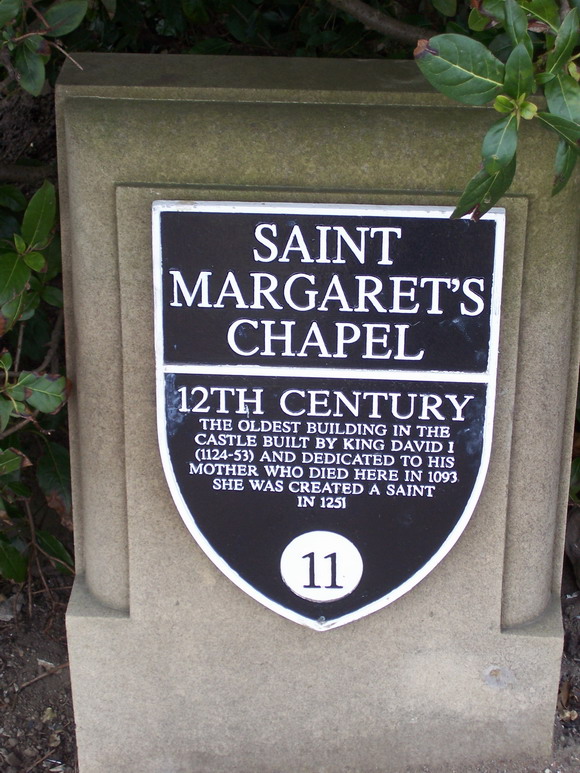 SAINT
MARGARET'S
CHAPEL
12TH CENTURY
THE OLDEST BUILDING IN THE
CASTLE BUILT BY KING DAVID I
(1124-53) AND DEDICATED TO HIS
MOTHER WHO DIED HERE IN 1093
SHE WAS CREATED A SAINT
IN 1251
11